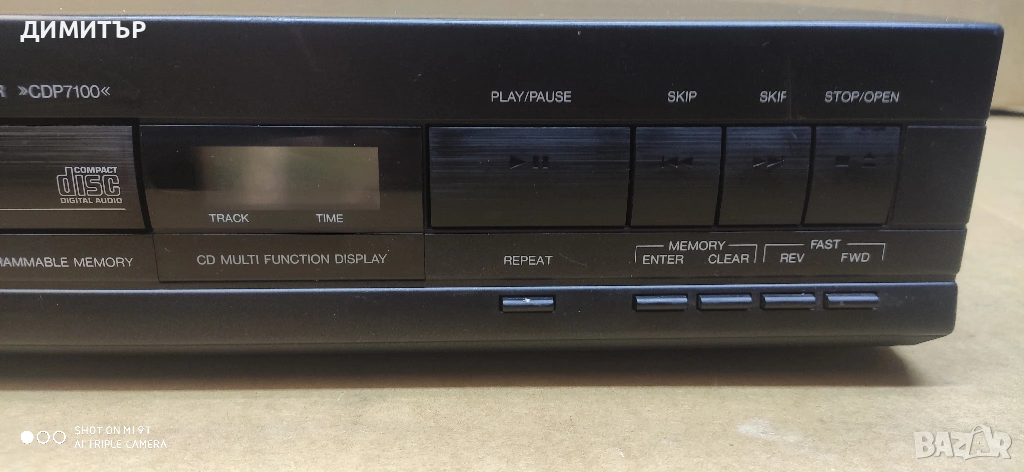 ДИМИТЪР
R »CDP7100«
PLAY/PAUSE SKIP SKIP STOP/OPEN
COMPACT
disc
DIGITAL AUDIO
TRACK TIME
RAMMABLE MEMORY
CD MULTI FUNCTION DISPLAY
REPEAT
MEMORY
ENTER CLEAR
FAST
REV FWD
SHOT ON MI 9T
AI TRIPLE CAMERA
BAZAR